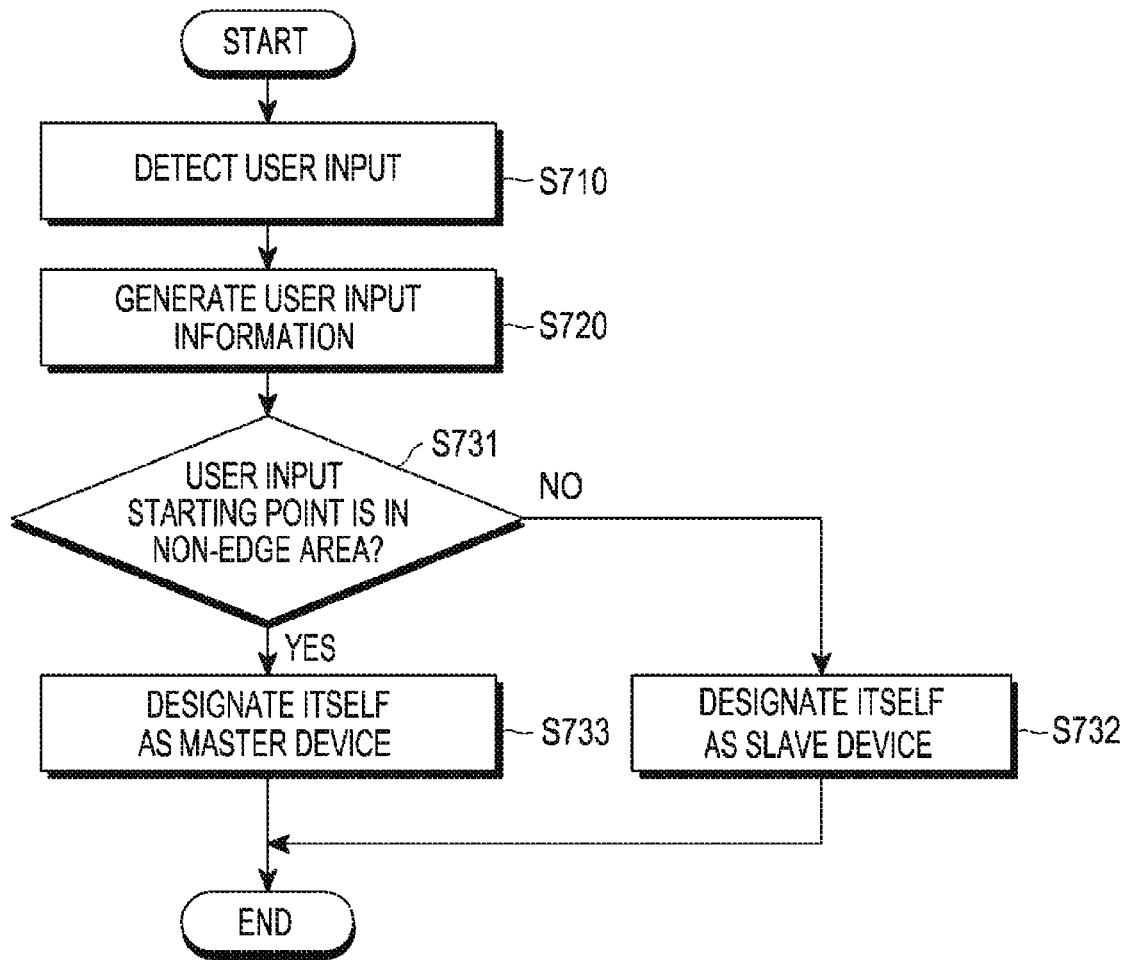 START
DETECT USER INPUT
S710
GENERATE USER INPUT
INFORMATION
S720
S731
USER INPUT
STARTING POINT IS IN
NON-EDGE AREA?
NO
YES
DESIGNATE ITSELF
AS MASTER DEVICE
S733
DESIGNATE ITSELF
AS SLAVE DEVICE
S732
END